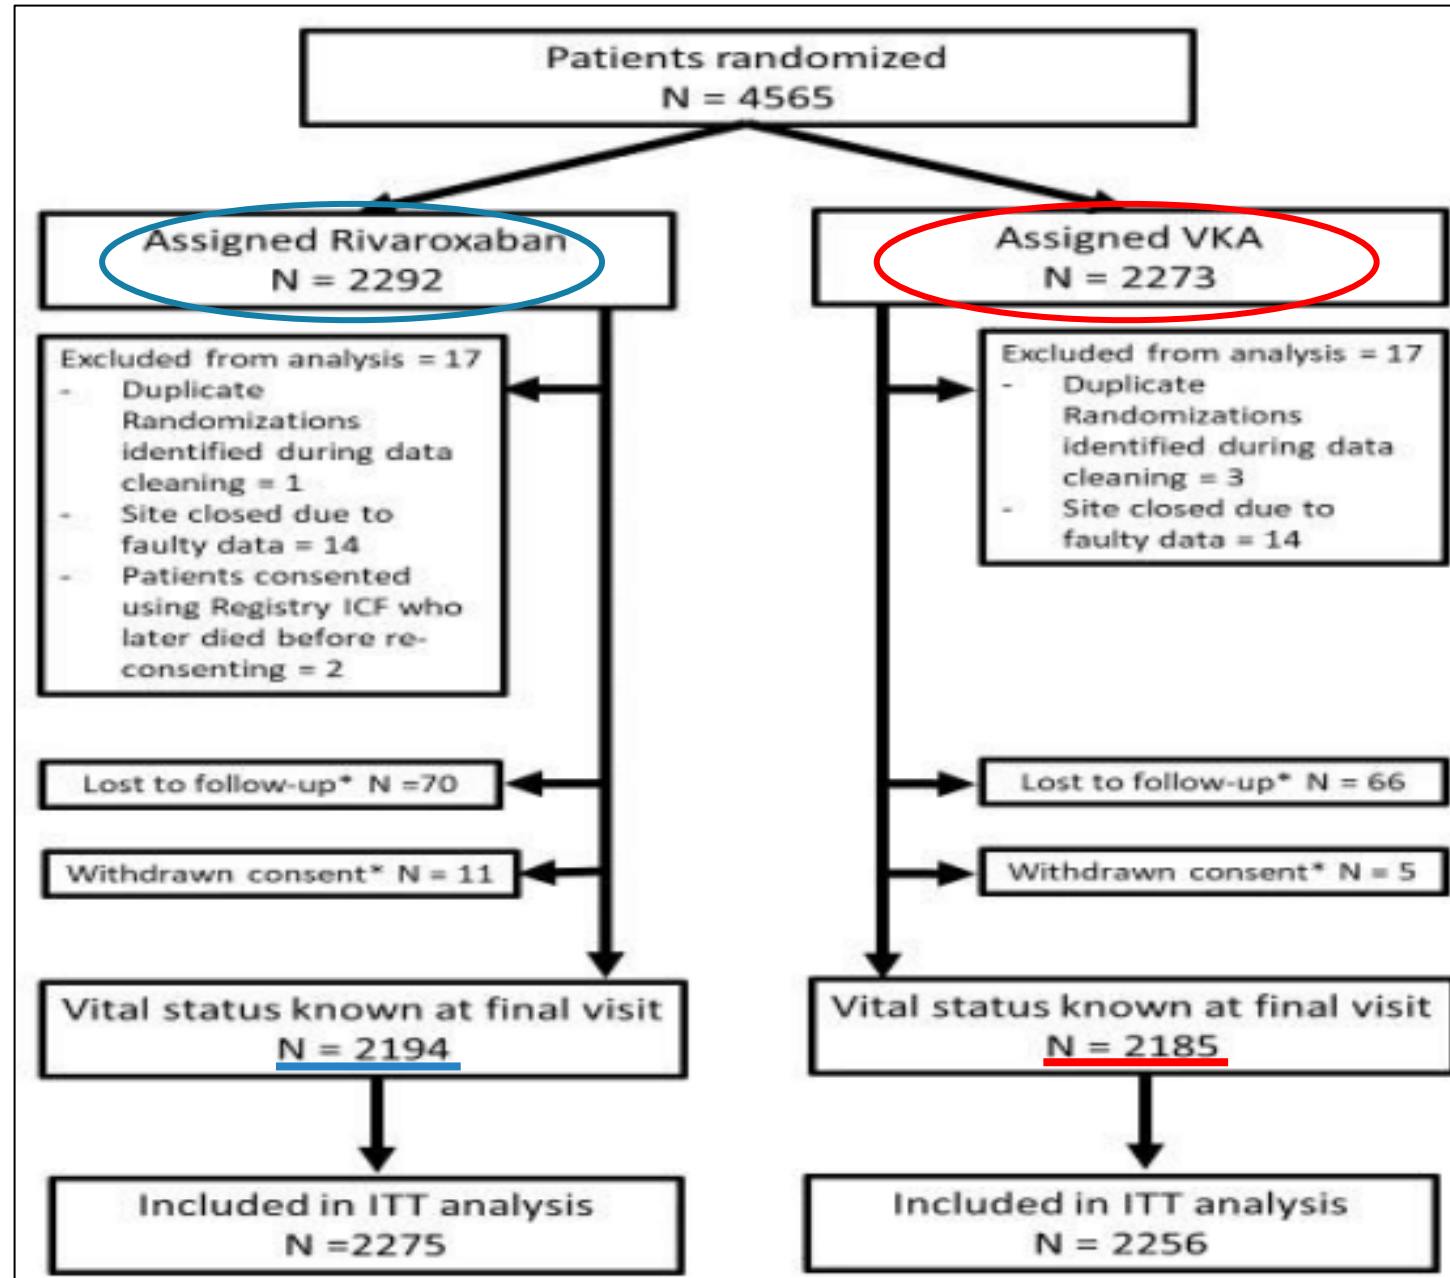 Patients randomized
N = 4565
Assigned Rivaroxaban
N = 2292
Assigned VKA
N = 2273
Excluded from analysis = 17
- Duplicate
Randomizations
identified during data
cleaning = 1
- Site closed due to
faulty data = 14
- Patients consented
using Registry ICF who
later died before re-
consenting = 2
Excluded from analysis = 17
- Duplicate
Randomizations
identified during data
cleaning = 3
- Site closed due to
faulty data = 14
Lost to follow-up* N =70
Lost to follow-up* N = 66
Withdrawn consent* N = 11
Withdrawn consent* N = 5
Vital status known at final visit
N = 2194
Vital status known at final visit
N = 2185
Included in ITT analysis
N =2275
Included in ITT analysis
N = 2256